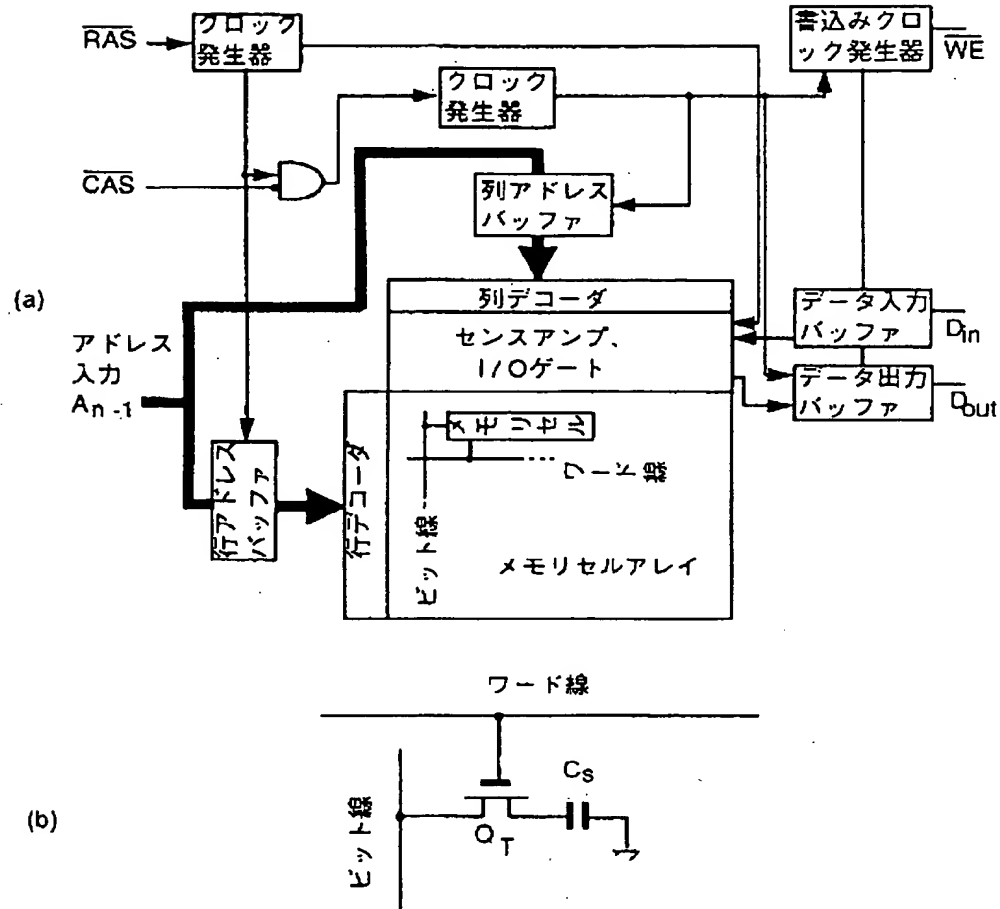 RAS
クロック
発生器
書込みクロ
ック発生器
WE
クロック
発生器
CAS
列アドレス
バッファ
(a)
列デコーダ
センスアンプ、
I/Oゲート
データ入力
バッファ
Din
データ出力
バッファ
Dout
アドレス
入力
An-1
行アドレス
バッファ
行デコーダ
メモリセル
ワード線
ビット線
メモリセルアレイ
ワード線
(b)
ビット線
QT
CS